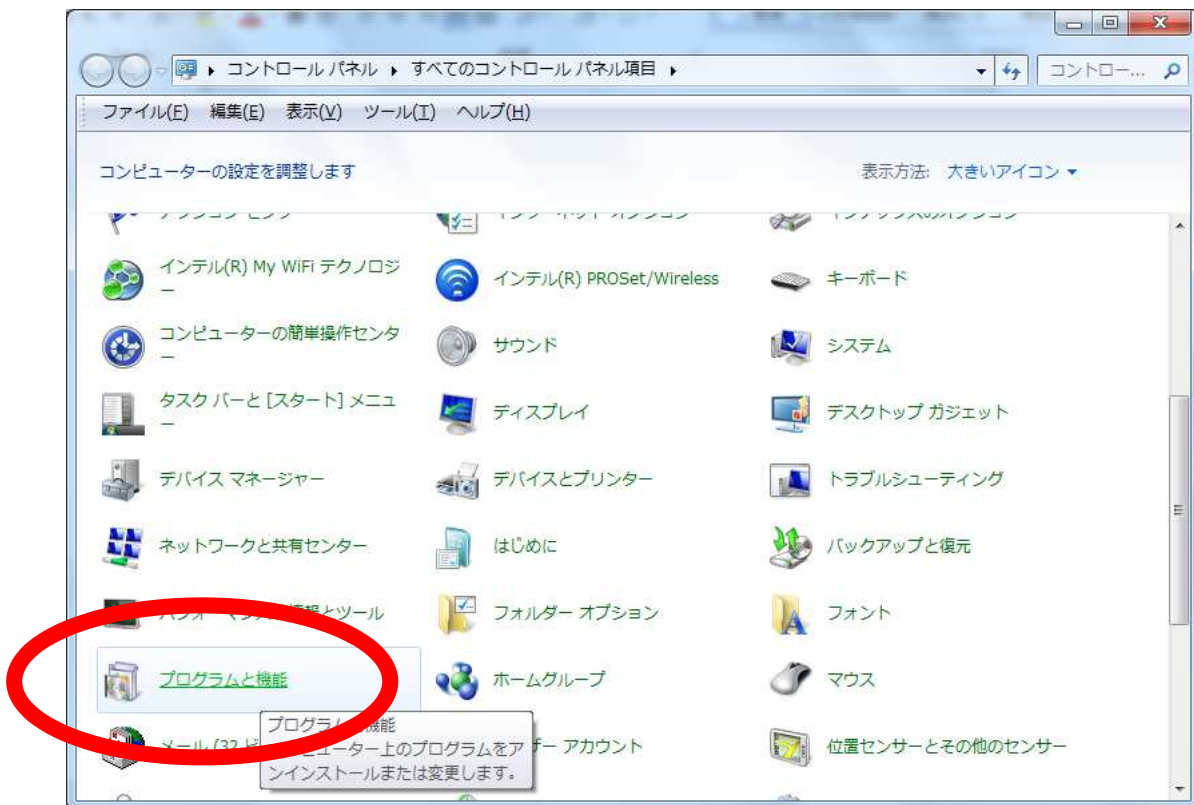 コントロール パネル ▸ すべてのコントロール パネル項目 ▸
コントロー...
ファイル(F) 編集(E) 表示(V) ツール(T) ヘルプ(H)
コンピューターの設定を調整します
表示方法: 大きいアイコン
インテル(R) My WiFi テクノロジ
ー
インテル(R) PROSet/Wireless
キーボード
コンピューターの簡単操作センタ
ー
サウンド
システム
タスク バーと [スタート] メニュ
ー
ディスプレイ
デスクトップ ガジェット
デバイス マネージャー
デバイスとプリンター
トラブルシューティング
ネットワークと共有センター
はじめに
バックアップと復元
情報とツール
フォルダー オプション
フォント
プログラムと機能
ホームグループ
マウス
メール (32 ビ
アカウント
位置センサーとその他のセンサー
プログラム 機能
ューター上のプログラムをア
ンインストールまたは変更します。